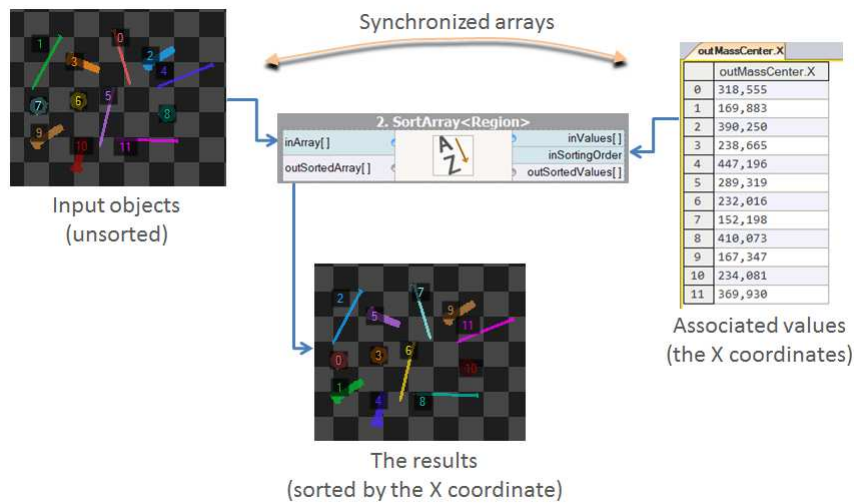 Synchronized arrays
0
1
2
3
4
5
6
7
8
9
10
11
Input objects
(unsorted)
2. SortArray<Region>
inArray[]
outSortedArray[]
A
Z
inValues[]
inSortingOrder
outSortedValues[]
outMassCenter.X
outMassCenter.X
0 318,555
1 169,883
2 390,250
3 238,665
4 447,196
5 289,319
6 232,016
7 152,198
8 410,073
9 167,347
10 234,081
11 369,930
Associated values
(the X coordinates)
7
2
9
5
11
6
0
3
10
1
4
8
The results
(sorted by the X coordinate)